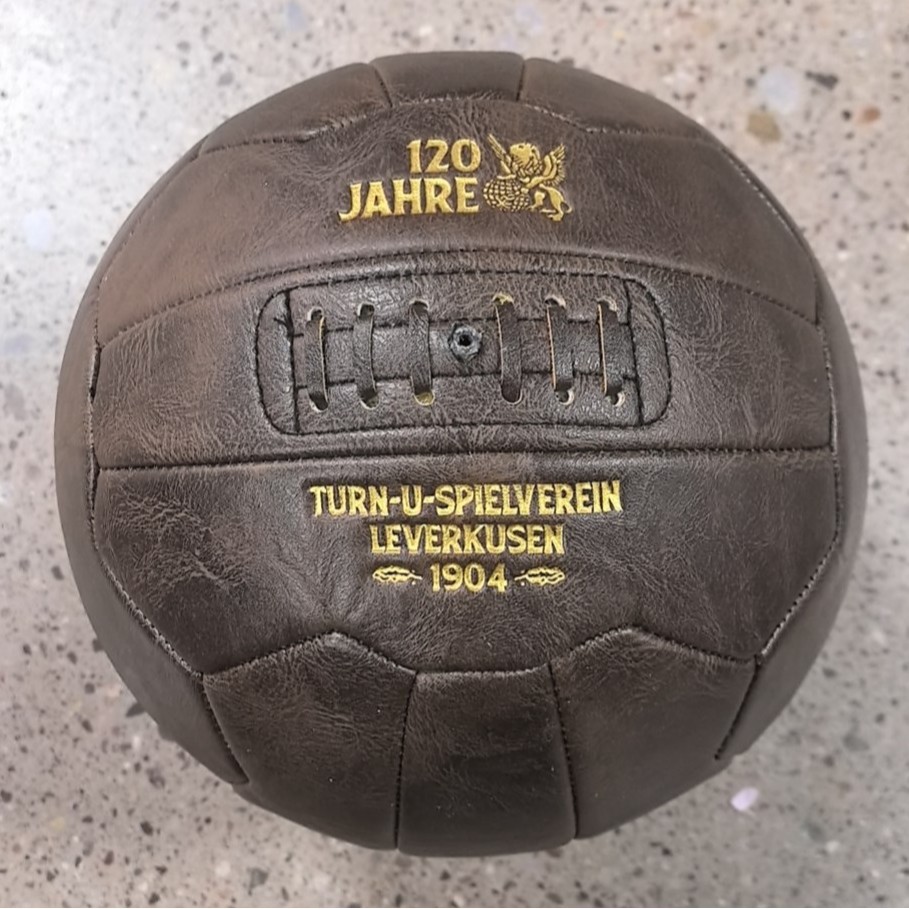 120
JAHRE
TURN-U-SPIELVEREIN
LEVERKUSEN
1904